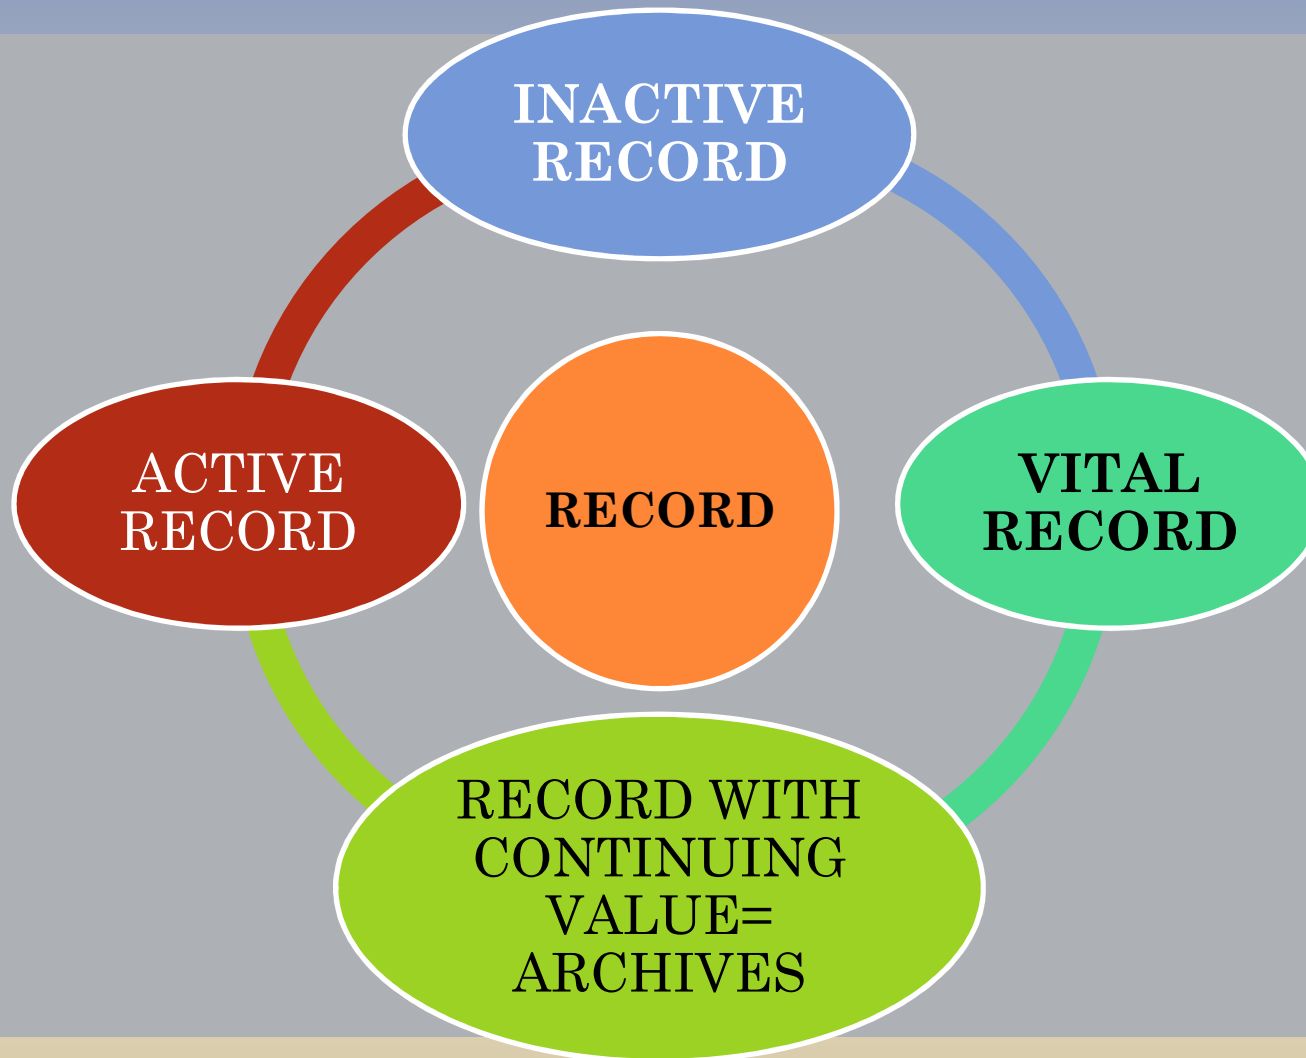 INACTIVE
RECORD
ACTIVE
RECORD
RECORD
VITAL
RECORD
RECORD WITH
CONTINUING
VALUE=
ARCHIVES